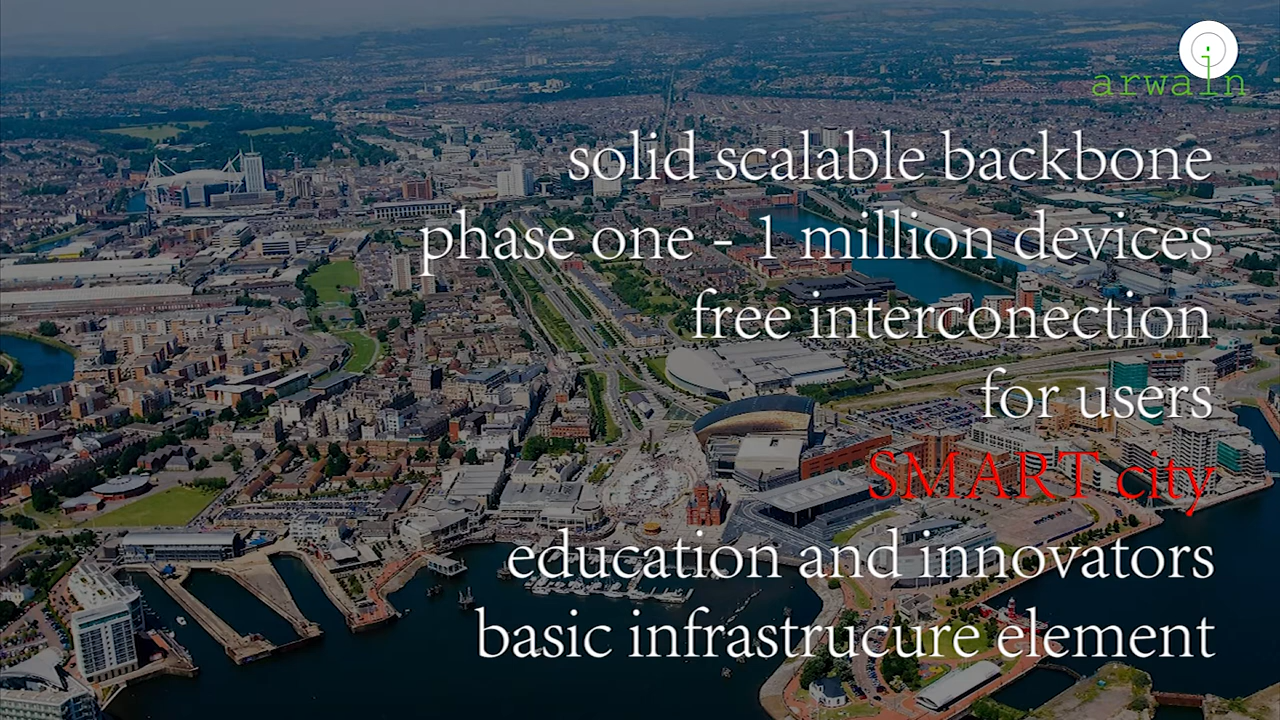 arwain
solid scalable backbone
phase one - 1 million devices
free interconection
for users
SMART city
education and innovators
basic infrastrucure element